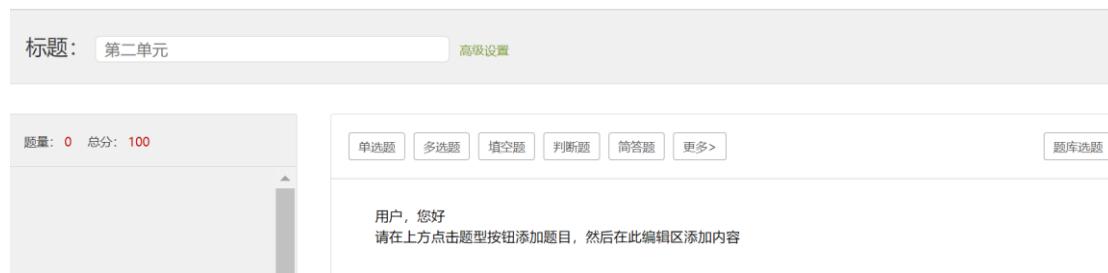 标题： 第二单元 高级设置
题量： 0 总分： 100
单选题 多选题 填空题 判断题 简答题 更多> 题库选题
用户，您好
请在上方点击题型按钮添加题目，然后在此编辑区添加内容